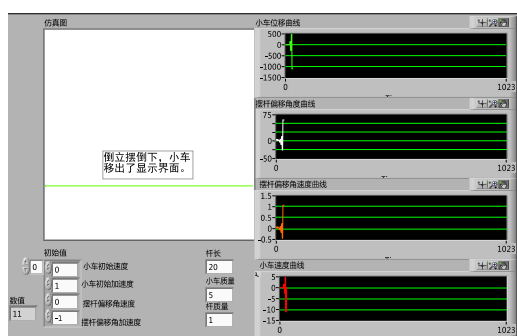 仿真图
倒立摆倒下，小车
移出了显示界面。
初始值
0
0
小车初始速度
1
小车初始加速度
0
摆杆偏移角速度
-1
摆杆偏移角加速度
数值
11
杆长
20
小车质量
5
杆质量
1
小车位移曲线
500
0
-500
-1000
-1500
0
1023
摆杆偏移角度曲线
75
0
-50
0
1023
摆杆偏移角速度曲线
1.5
1
0.5
0
-0.5
0
1023
小车速度曲线
5
0
-5
-10
-15
0
1023